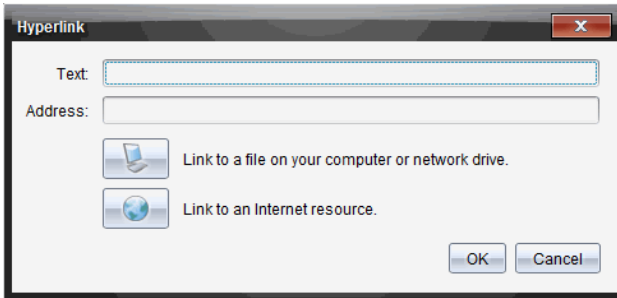 Hyperlink
Text:
Address:
Link to a file on your computer or network drive.
Link to an Internet resource.
OK Cancel